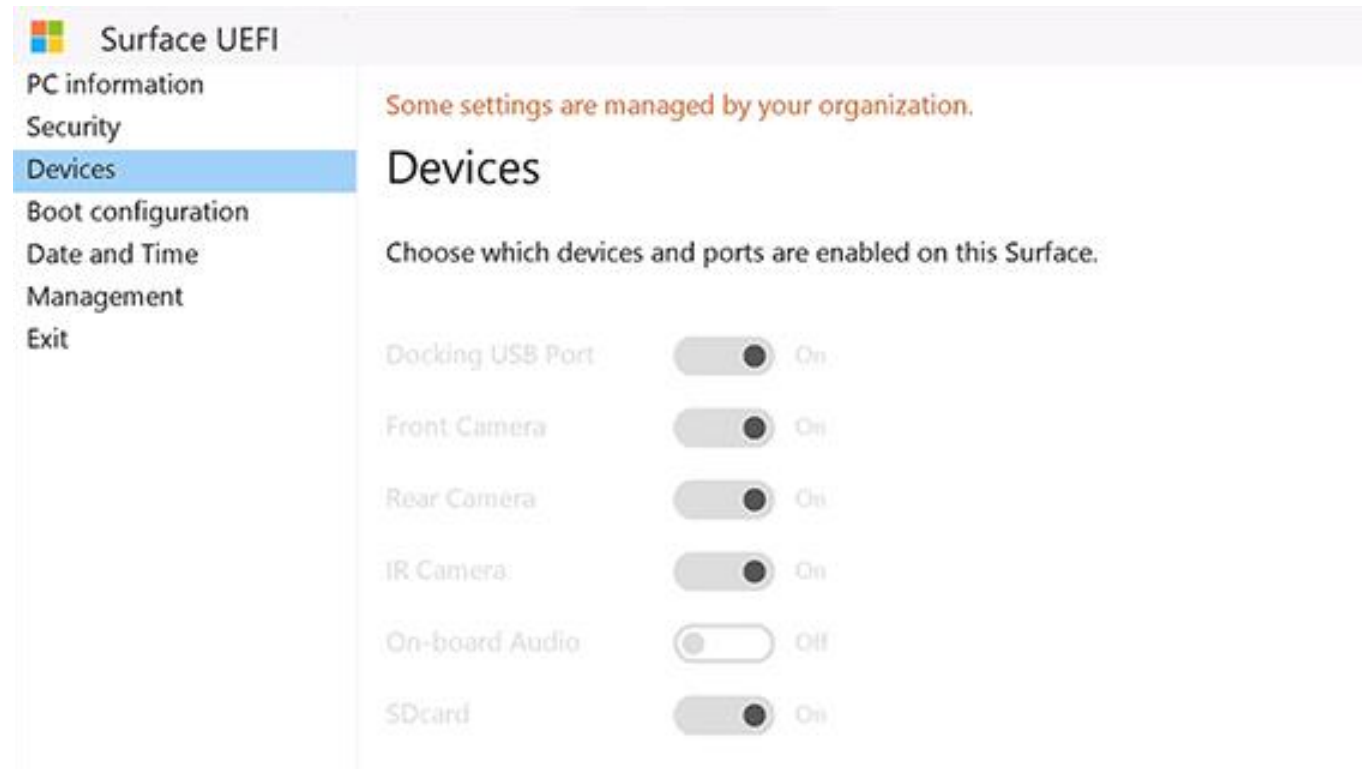 Surface UEFI
PC information
Security
Devices
Boot configuration
Date and Time
Management
Exit
Some settings are managed by your organization.
Devices
Choose which devices and ports are enabled on this Surface.
Docking USB Port On
Front Camera On
Rear Camera On
IR Camera On
On-board Audio Off
SDcard On